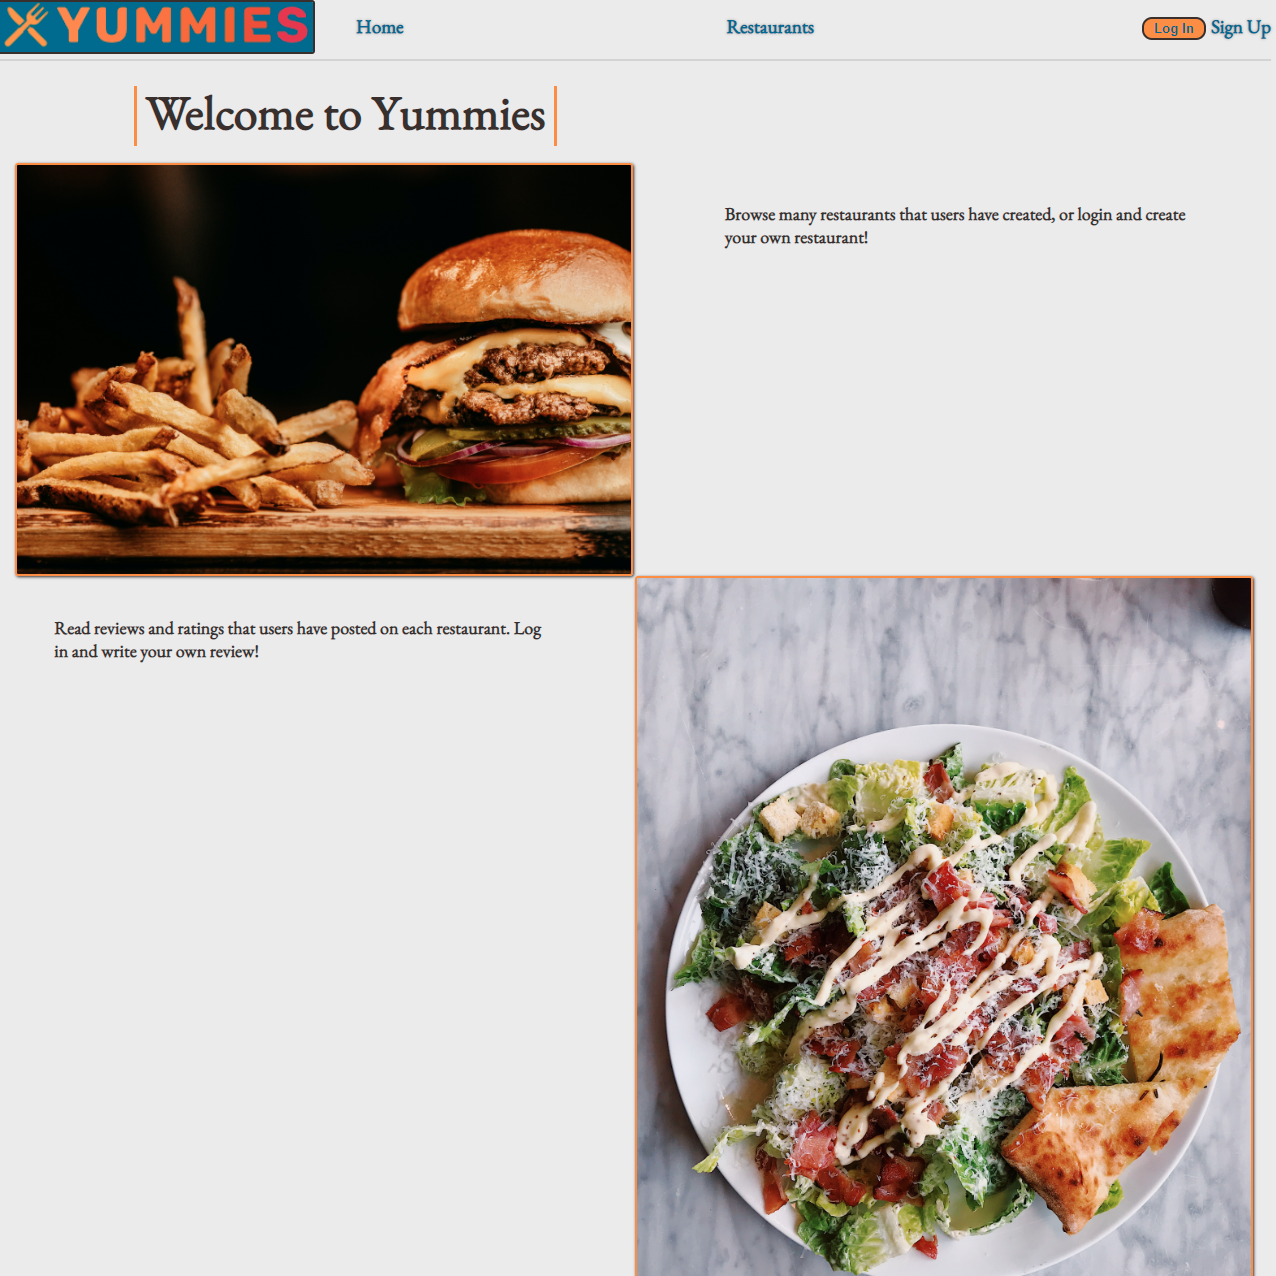 YUMMIES
Home
Restaurants
Log In
Sign Up
Welcome to Yummies
Browse many restaurants that users have created, or login and create
your own restaurant!
Read reviews and ratings that users have posted on each restaurant. Log
in and write your own review!